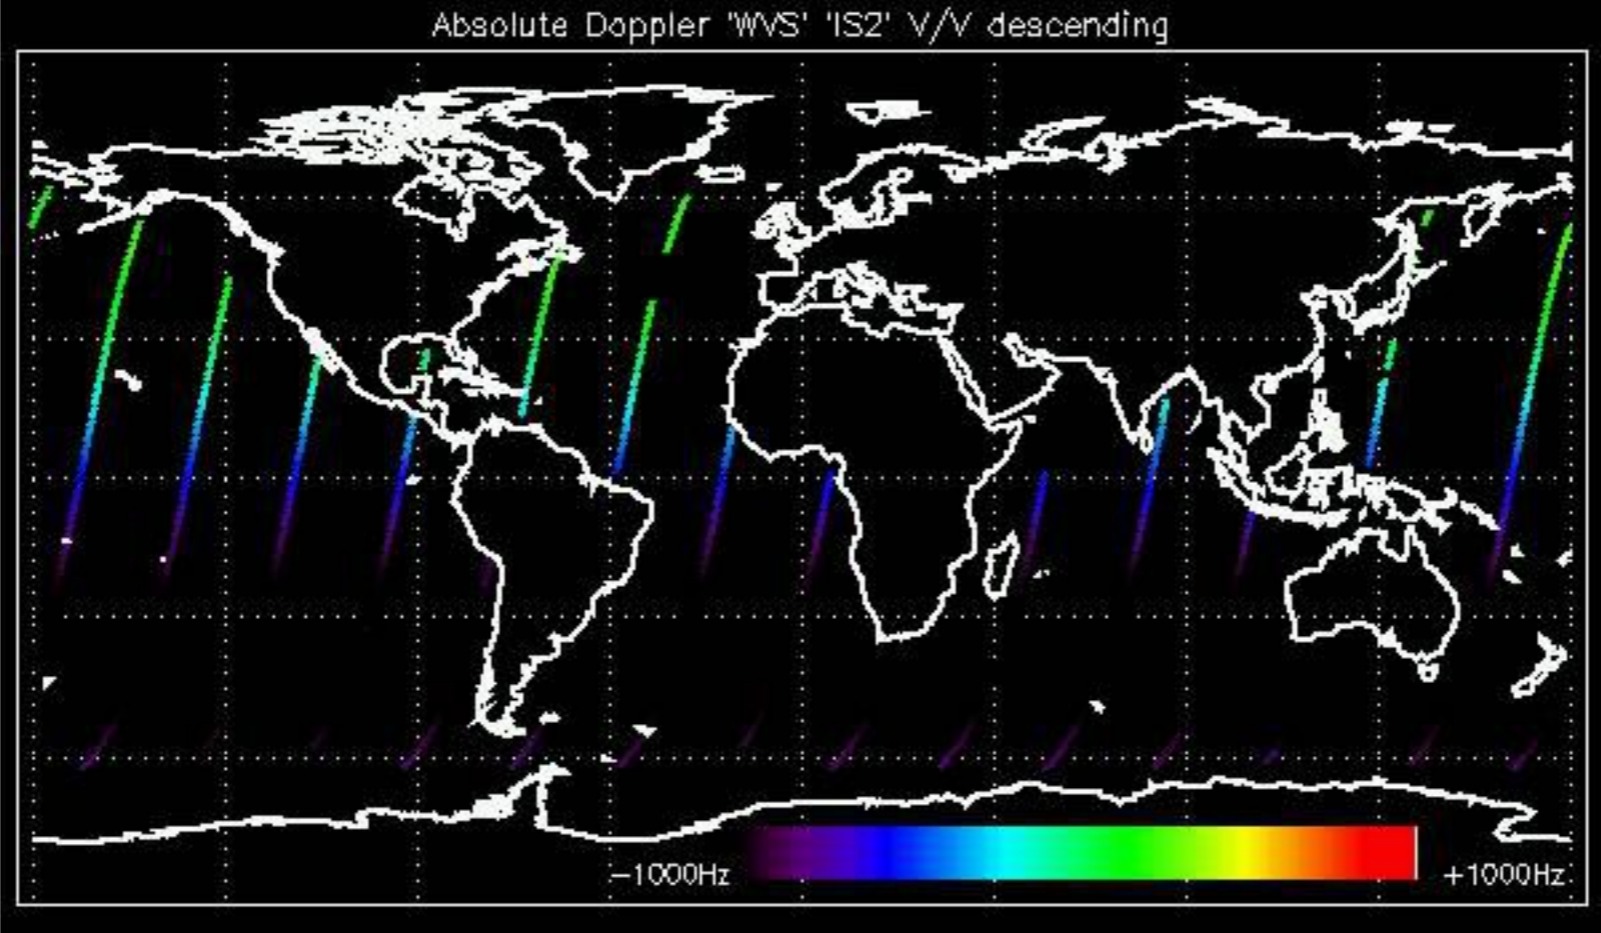 Absolute Doppler 'WVS' 'IS2' V/V descending
-1000Hz
+1000Hz